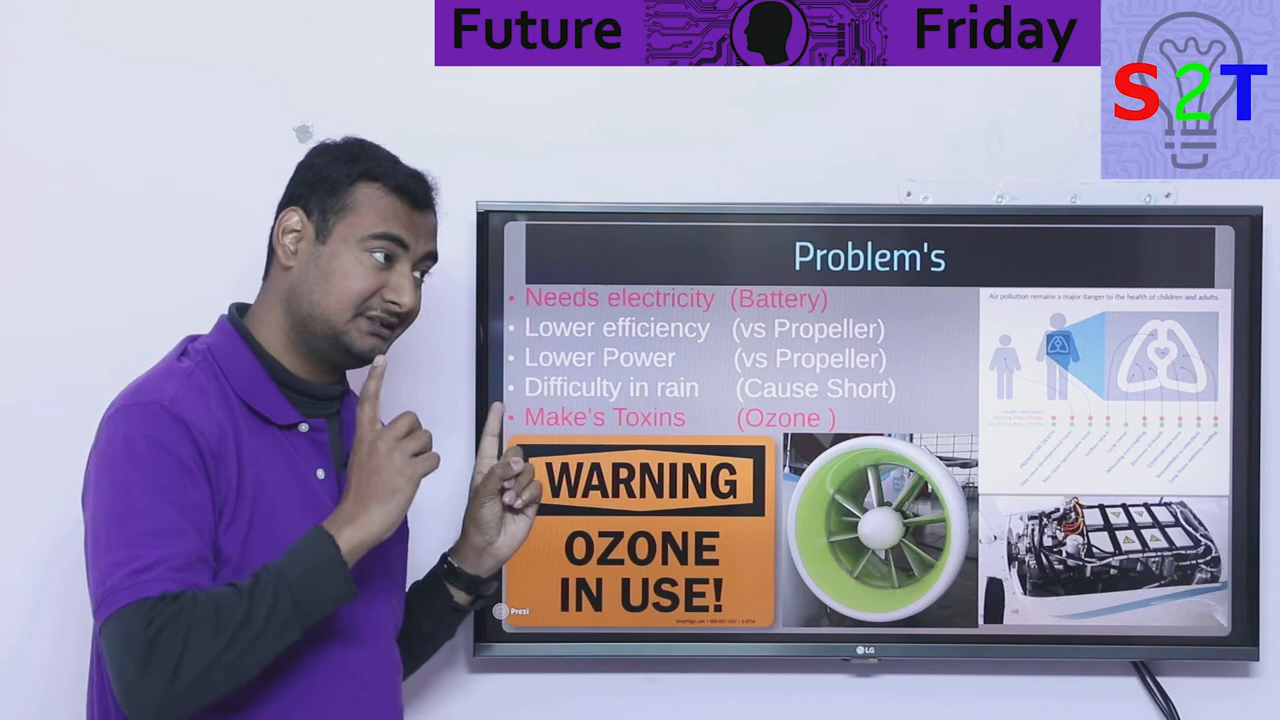 Future Friday
S2T
Problem's
• Needs electricity (Battery)
• Lower efficiency (vs Propeller)
• Lower Power (vs Propeller)
• Difficulty in rain (Cause Short)
• Make's Toxins (Ozone )
Air pollution remains a major danger to the health of children and adults.
WARNING
OZONE
IN USE!
Prezi
LG